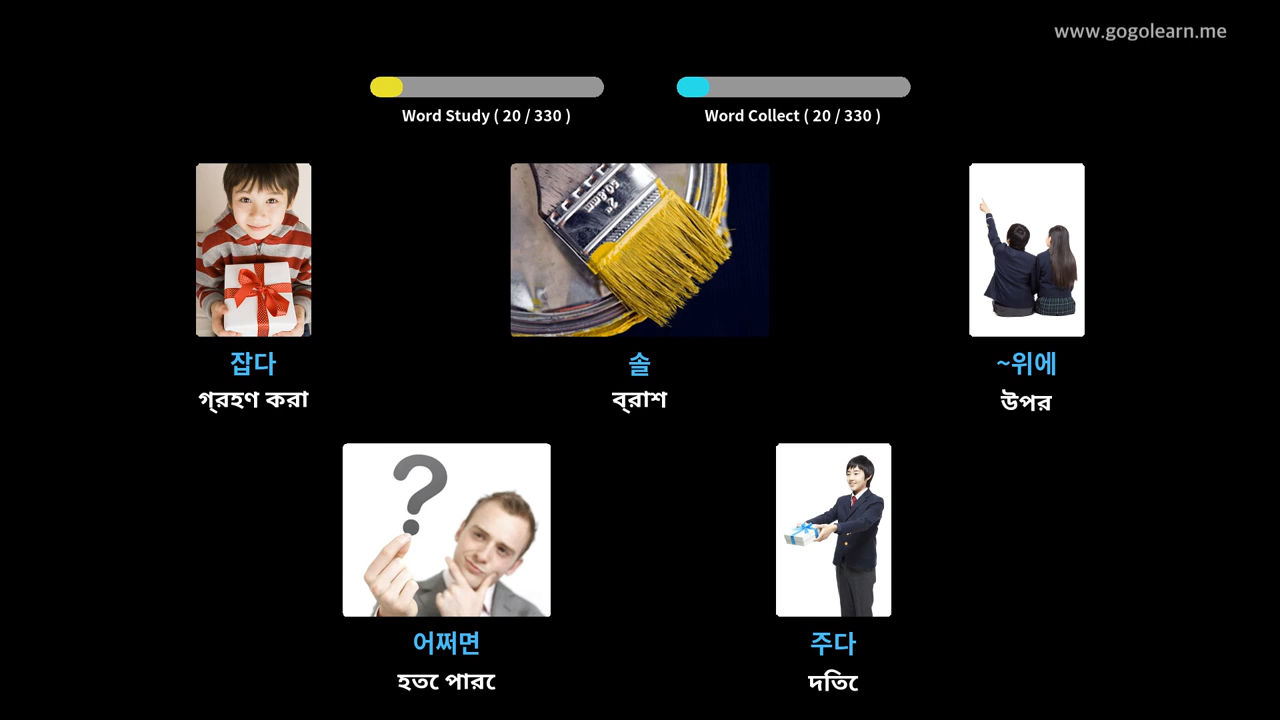 www.gogolearn.me
Word Study ( 20 / 330 )
Word Collect ( 20 / 330 )
잡다
솔
~위에
গ্রহণ করা
ব্রাশ
উপর
어쩌면
주다
হতে পারে
দিতে